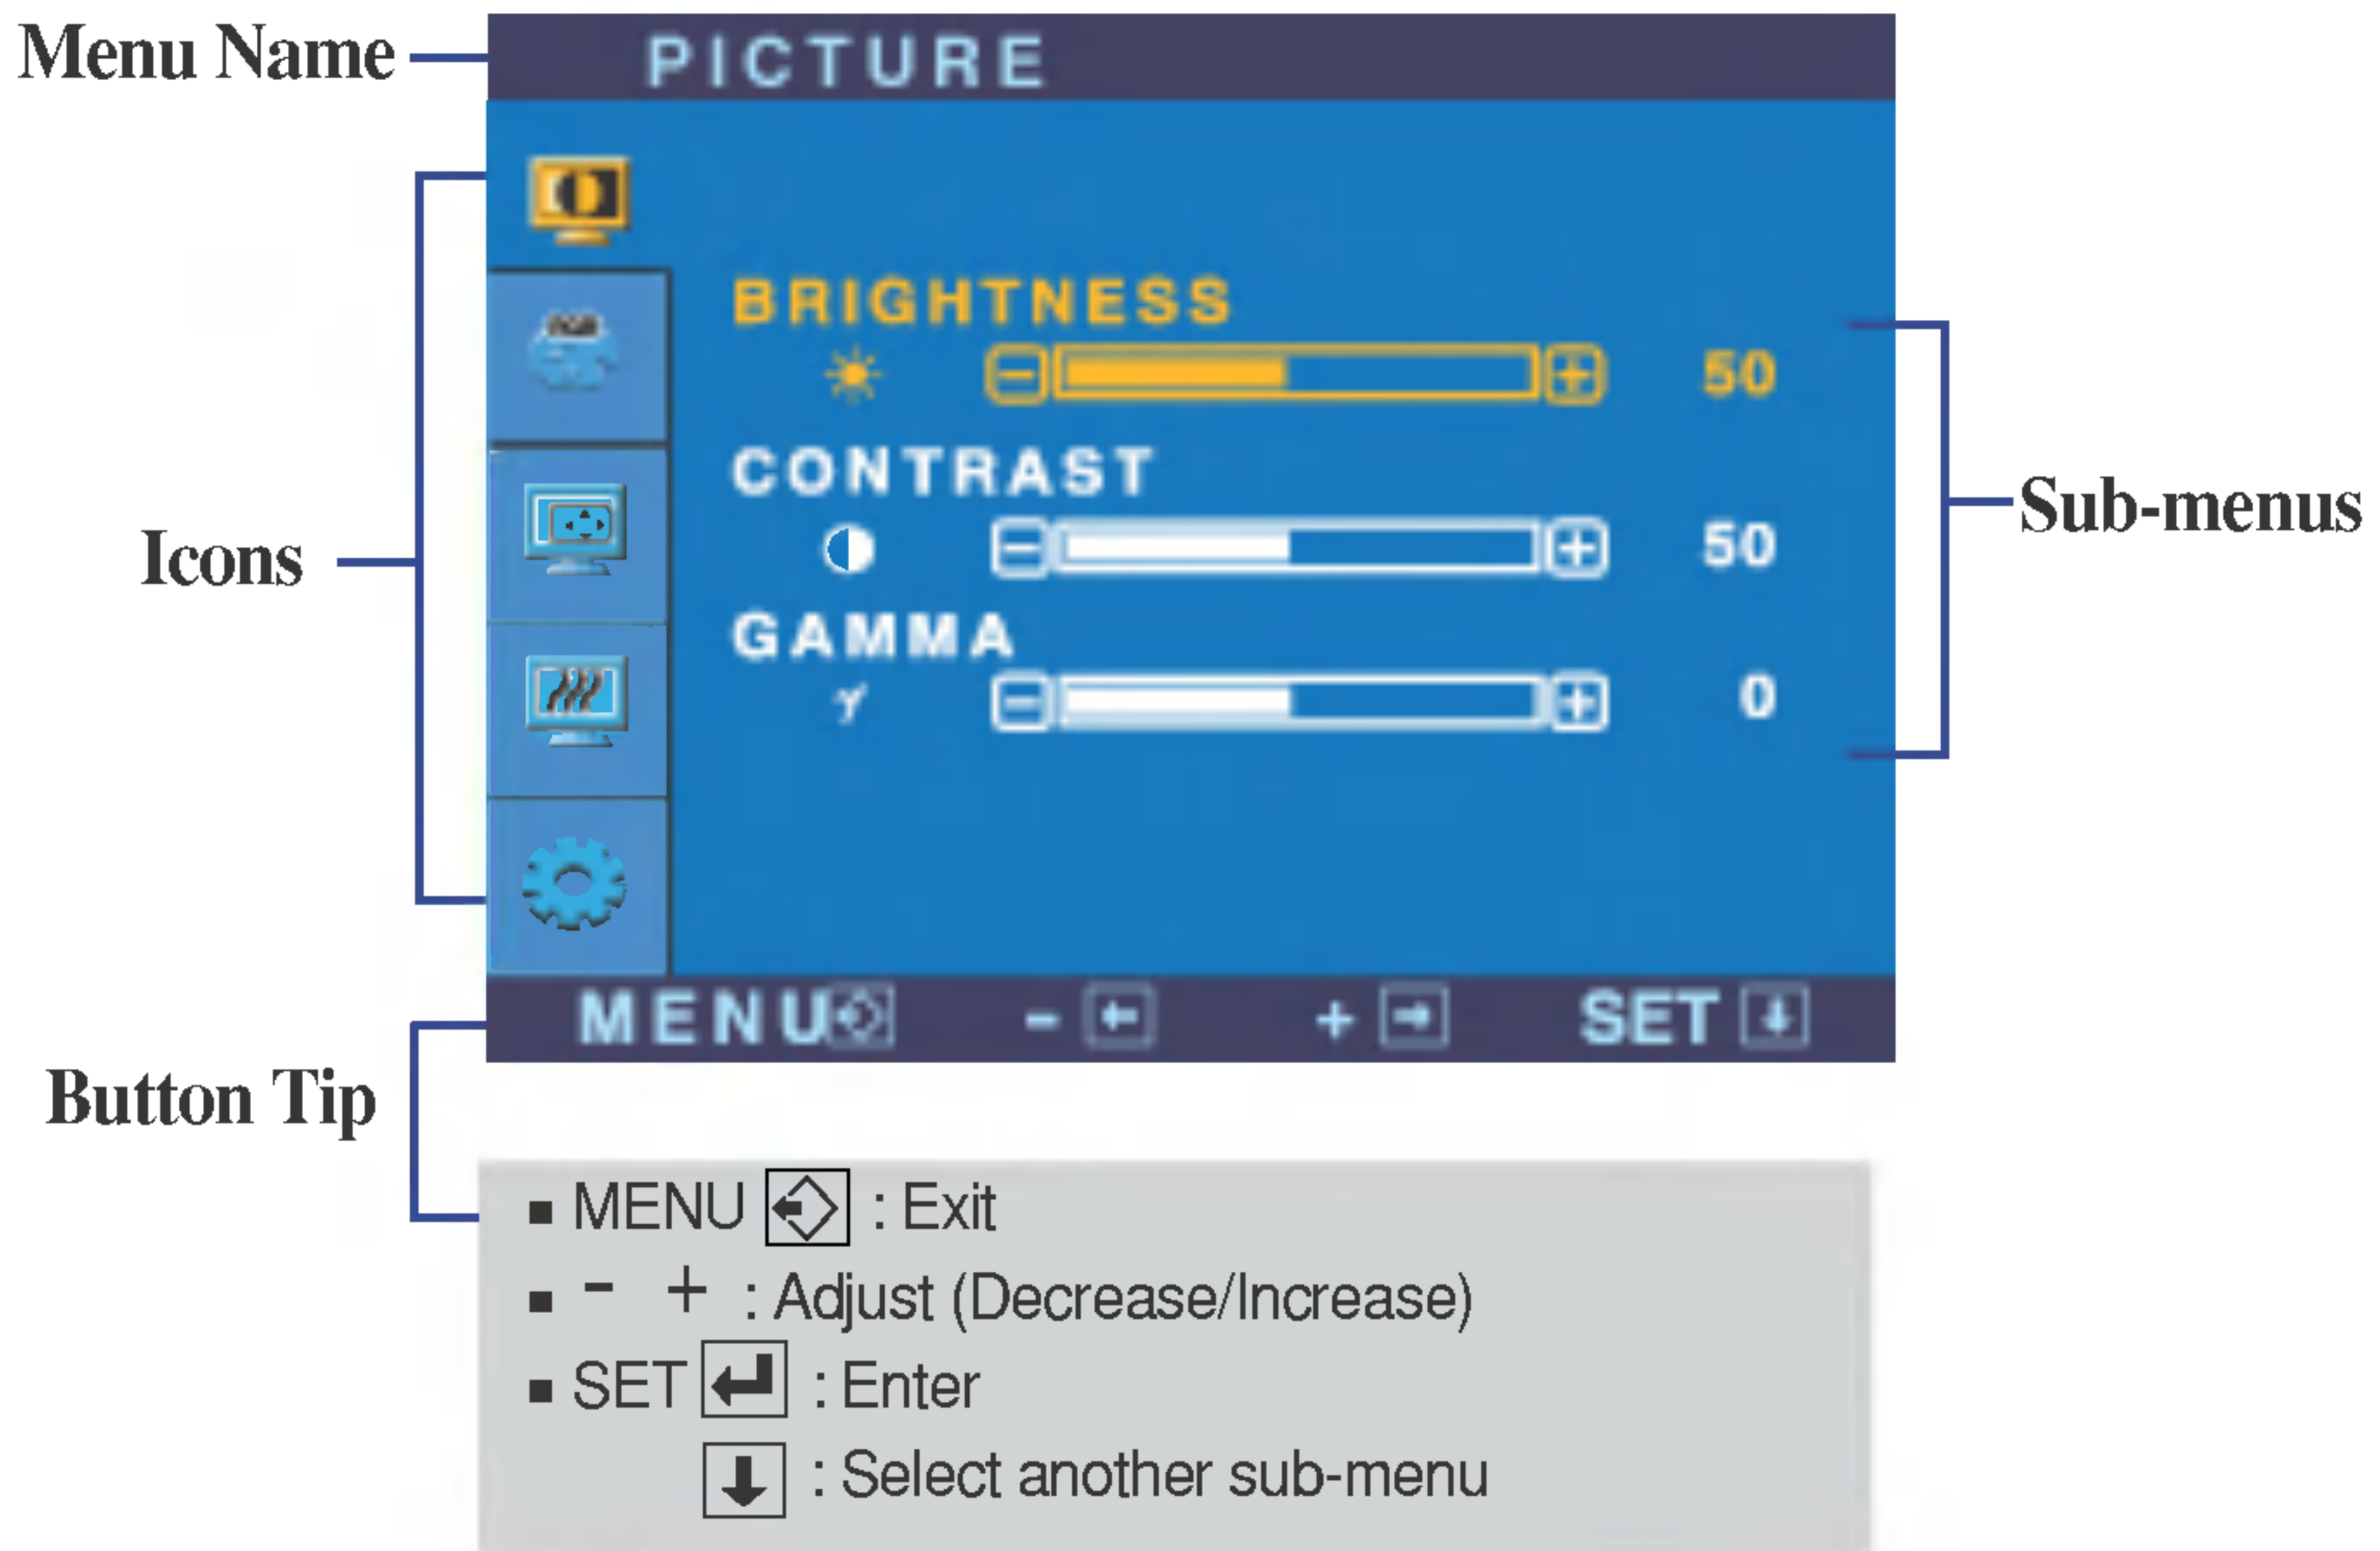 Menu Name
PICTURE
BRIGHTNESS
50
CONTRAST
50
GAMMA
0
Icons
Sub-menus
MENU - + SET
Button Tip
■ MENU : Exit
■ - + : Adjust (Decrease/Increase)
■ SET : Enter
: Select another sub-menu